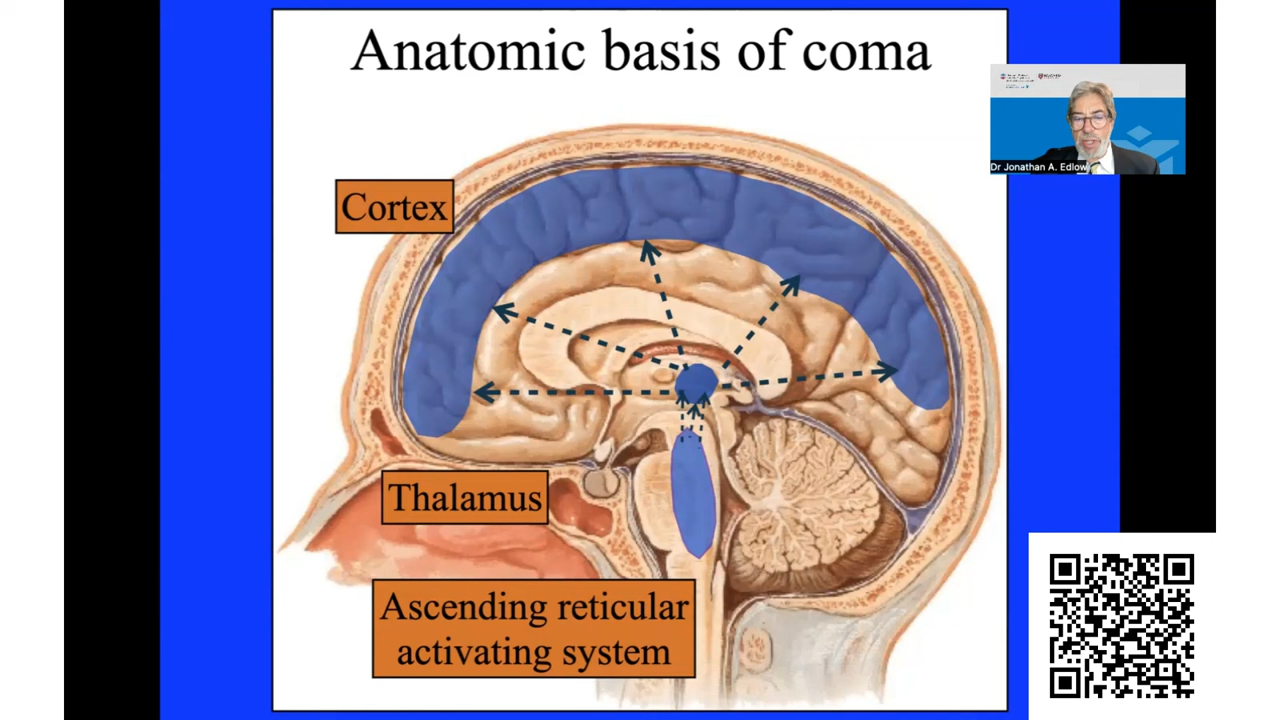 Anatomic basis of coma
Cortex
Dr Jonathan A. Edlow
Thalamus
Ascending reticular
activating system